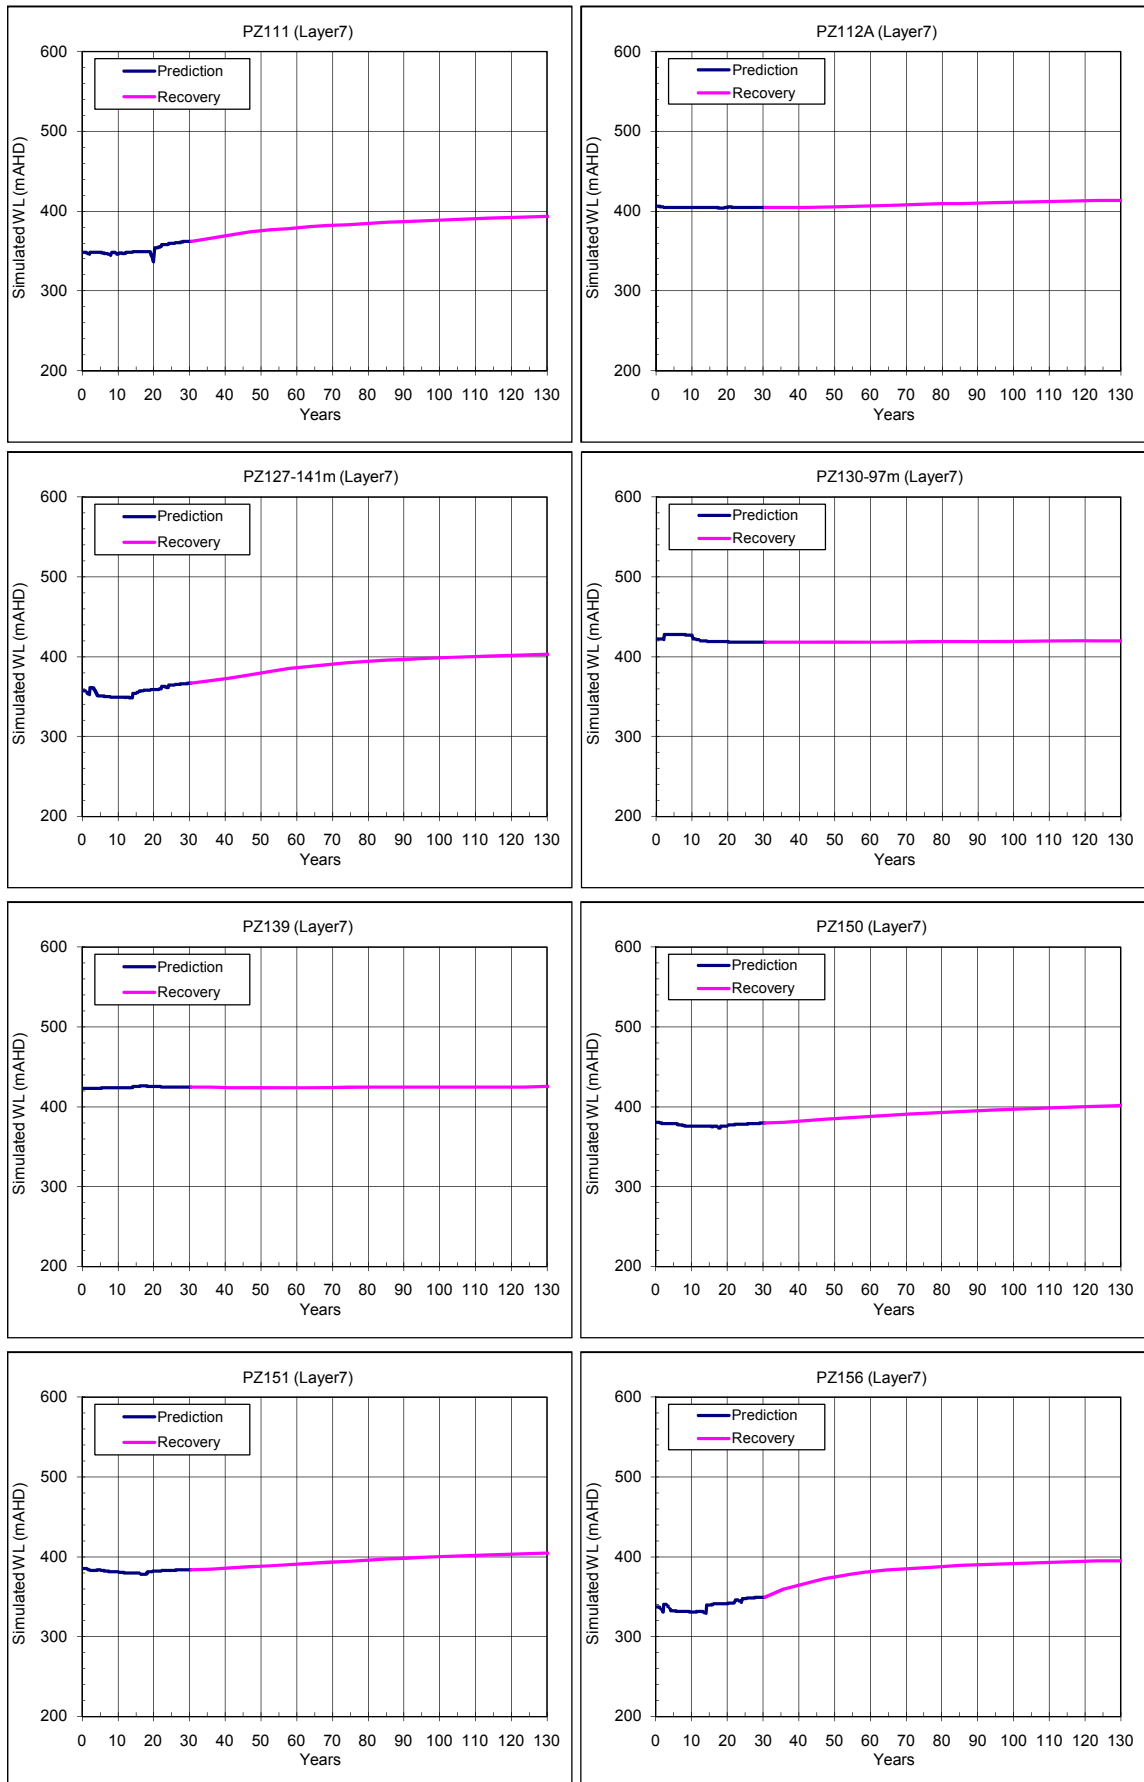 PZ111 (Layer7)
600
500
400
300
200
Simulated WL (mAHD)
Prediction
Recovery
0 10 20 30 40 50 60 70 80 90 100 110 120 130
Years
PZ112A (Layer7)
600
500
400
300
200
Simulated WL (mAHD)
Prediction
Recovery
0 10 20 30 40 50 60 70 80 90 100 110 120 130
Years
PZ127-141m (Layer7)
600
500
400
300
200
Simulated WL (mAHD)
Prediction
Recovery
0 10 20 30 40 50 60 70 80 90 100 110 120 130
Years
PZ130-97m (Layer7)
600
500
400
300
200
Simulated WL (mAHD)
Prediction
Recovery
0 10 20 30 40 50 60 70 80 90 100 110 120 130
Years
PZ139 (Layer7)
600
500
400
300
200
Simulated WL (mAHD)
Prediction
Recovery
0 10 20 30 40 50 60 70 80 90 100 110 120 130
Years
PZ150 (Layer7)
600
500
400
300
200
Simulated WL (mAHD)
Prediction
Recovery
0 10 20 30 40 50 60 70 80 90 100 110 120 130
Years
PZ151 (Layer7)
600
500
400
300
200
Simulated WL (mAHD)
Prediction
Recovery
0 10 20 30 40 50 60 70 80 90 100 110 120 130
Years
PZ156 (Layer7)
600
500
400
300
200
Simulated WL (mAHD)
Prediction
Recovery
0 10 20 30 40 50 60 70 80 90 100 110 120 130
Years